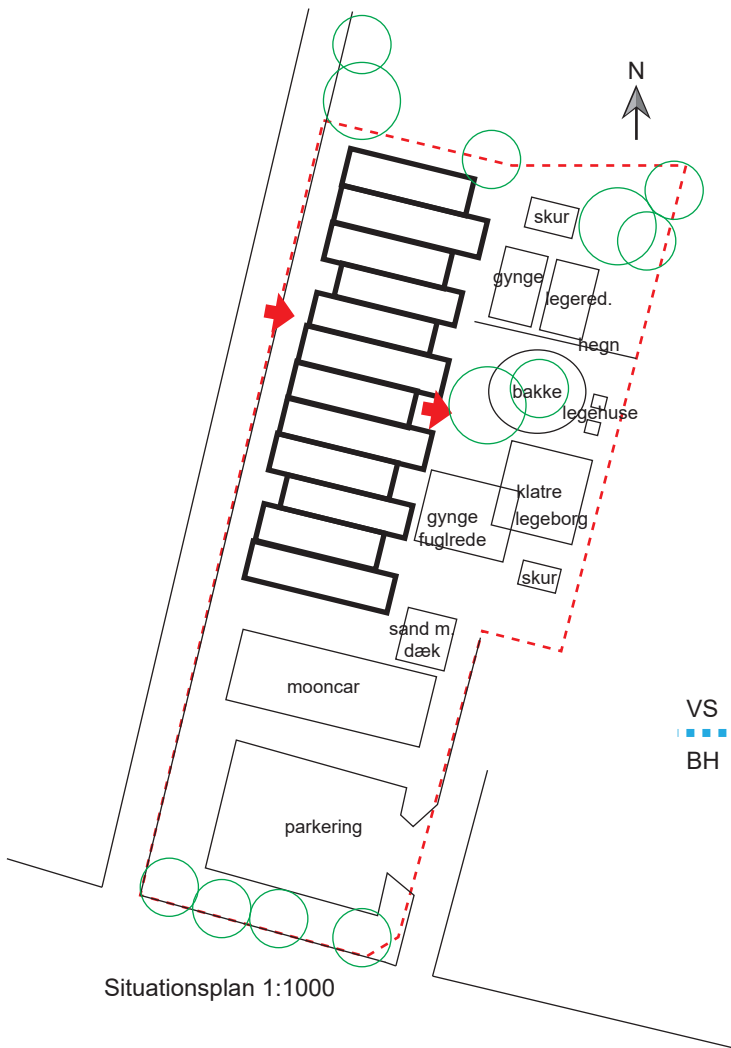 N
skur
gynge
legered.
hegn
bakke
legehuse
klatre
legeborg
gynge
fuglrede
skur
sand m.
dæk
mooncar
VS
BH
parkering
Situationsplan 1:1000